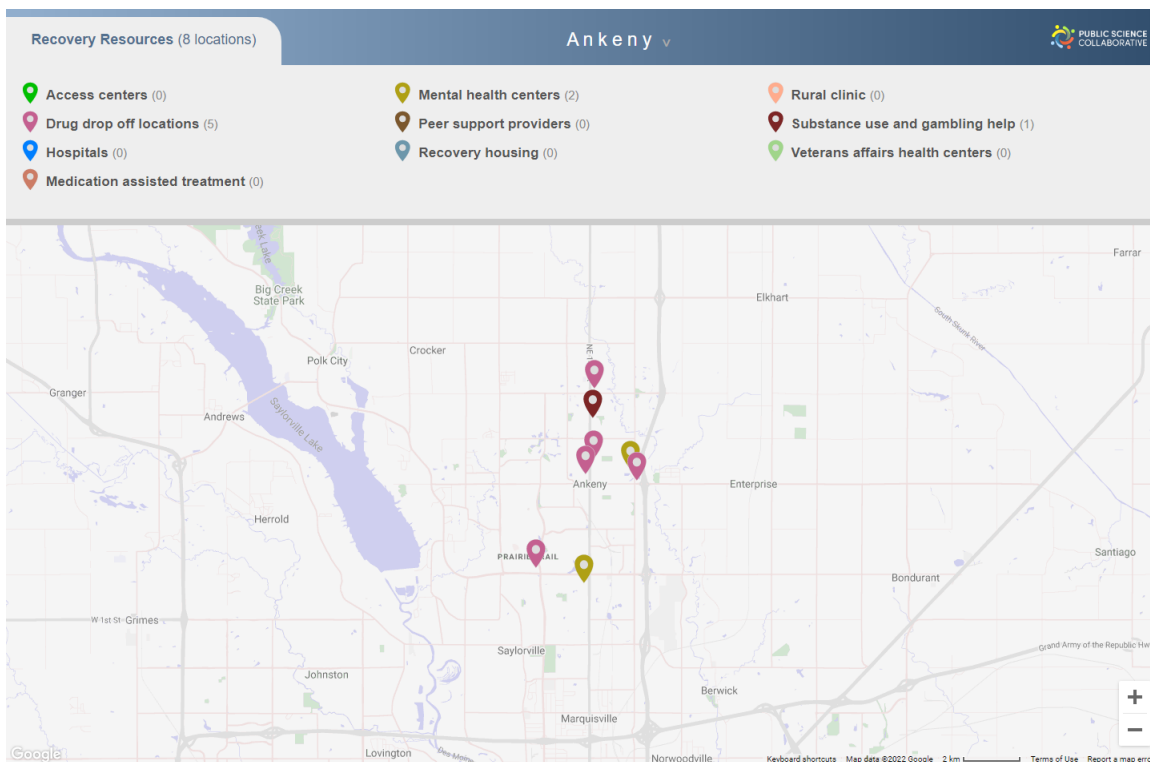 Recovery Resources (8 locations)
Ankeny v
PUBLIC SCIENCE
COLLABORATIVE
Access centers (0)
Mental health centers (2)
Rural clinic (0)
Drug drop off locations (5)
Peer support providers (0)
Substance use and gambling help (1)
Hospitals (0)
Recovery housing (0)
Veterans affairs health centers (0)
Medication assisted treatment (0)
Farrar
Big Creek
State Park
Elkhart
South Skunk River
Polk City
Crocker
Granger
Andrews
Saylorville Lake
Ankeny
Enterprise
Herrold
Santiago
Bondurant
W 1st St
Grimes
Saylorville
Grand Army of the Republic Hw
Johnston
Berwick
Marquisville
Lovington
Norwoodville
Google
Keyboard shortcuts Map data ©2022 Google 2 km Terms of Use Report a map erro
+
−